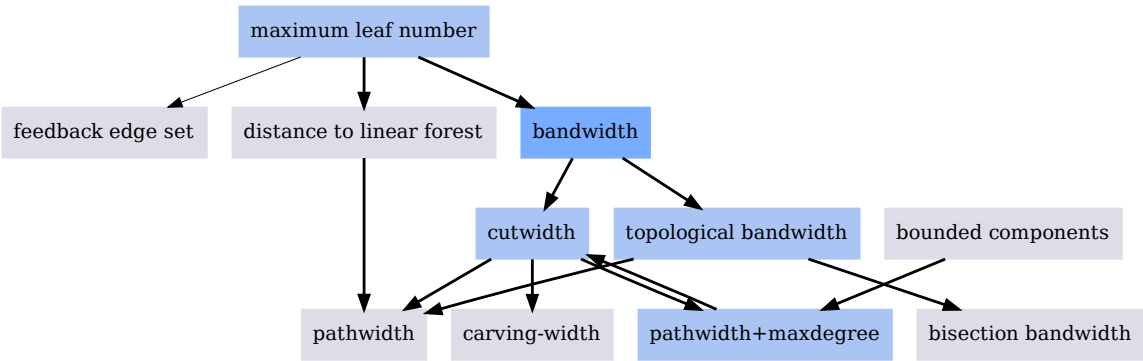 maximum leaf number
feedback edge set
distance to linear forest
bandwidth
cutwidth
topological bandwidth
bounded components
pathwidth
carving-width
pathwidth+maxdegree
bisection bandwidth